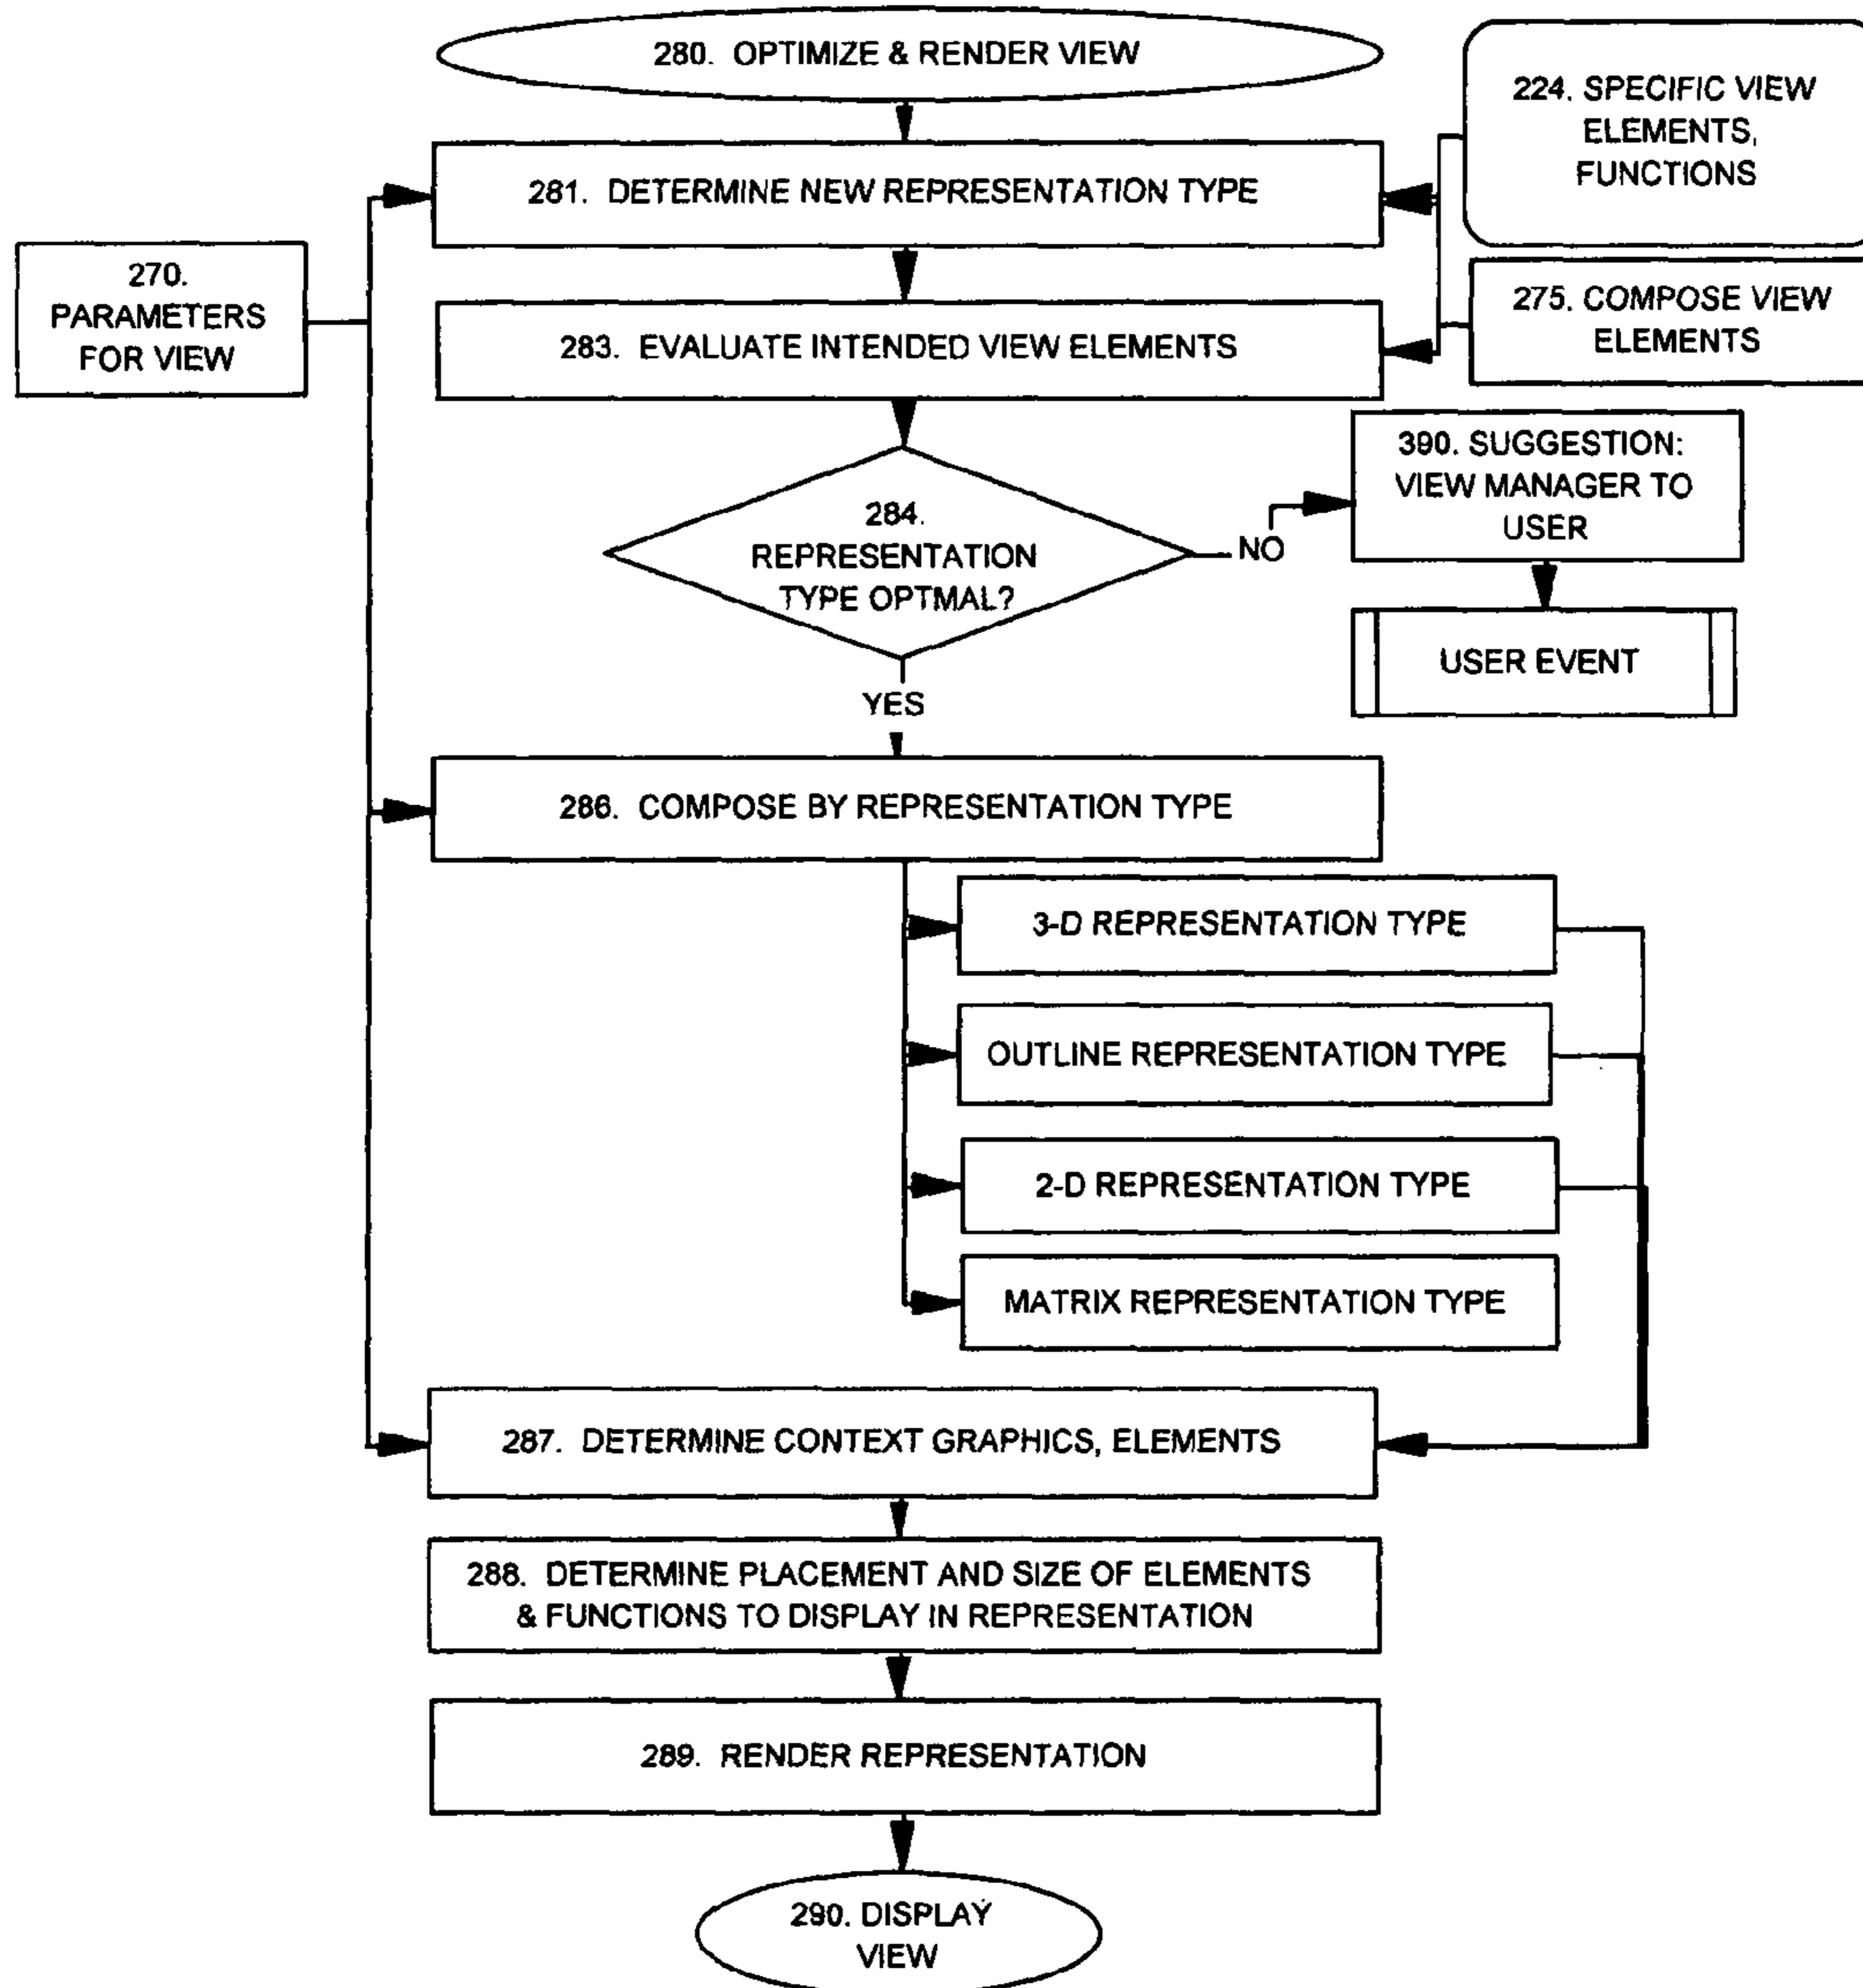 280. OPTIMIZE & RENDER VIEW
224. SPECIFIC VIEW
ELEMENTS,
FUNCTIONS
281. DETERMINE NEW REPRESENTATION TYPE
270.
PARAMETERS
FOR VIEW
283. EVALUATE INTENDED VIEW ELEMENTS
275. COMPOSE VIEW
ELEMENTS
284.
REPRESENTATION
TYPE OPTMAL?
NO
390. SUGGESTION:
VIEW MANAGER TO
USER
USER EVENT
YES
286. COMPOSE BY REPRESENTATION TYPE
3-D REPRESENTATION TYPE
OUTLINE REPRESENTATION TYPE
2-D REPRESENTATION TYPE
MATRIX REPRESENTATION TYPE
287. DETERMINE CONTEXT GRAPHICS, ELEMENTS
288. DETERMINE PLACEMENT AND SIZE OF ELEMENTS
& FUNCTIONS TO DISPLAY IN REPRESENTATION
289. RENDER REPRESENTATION
290. DISPLAY
VIEW